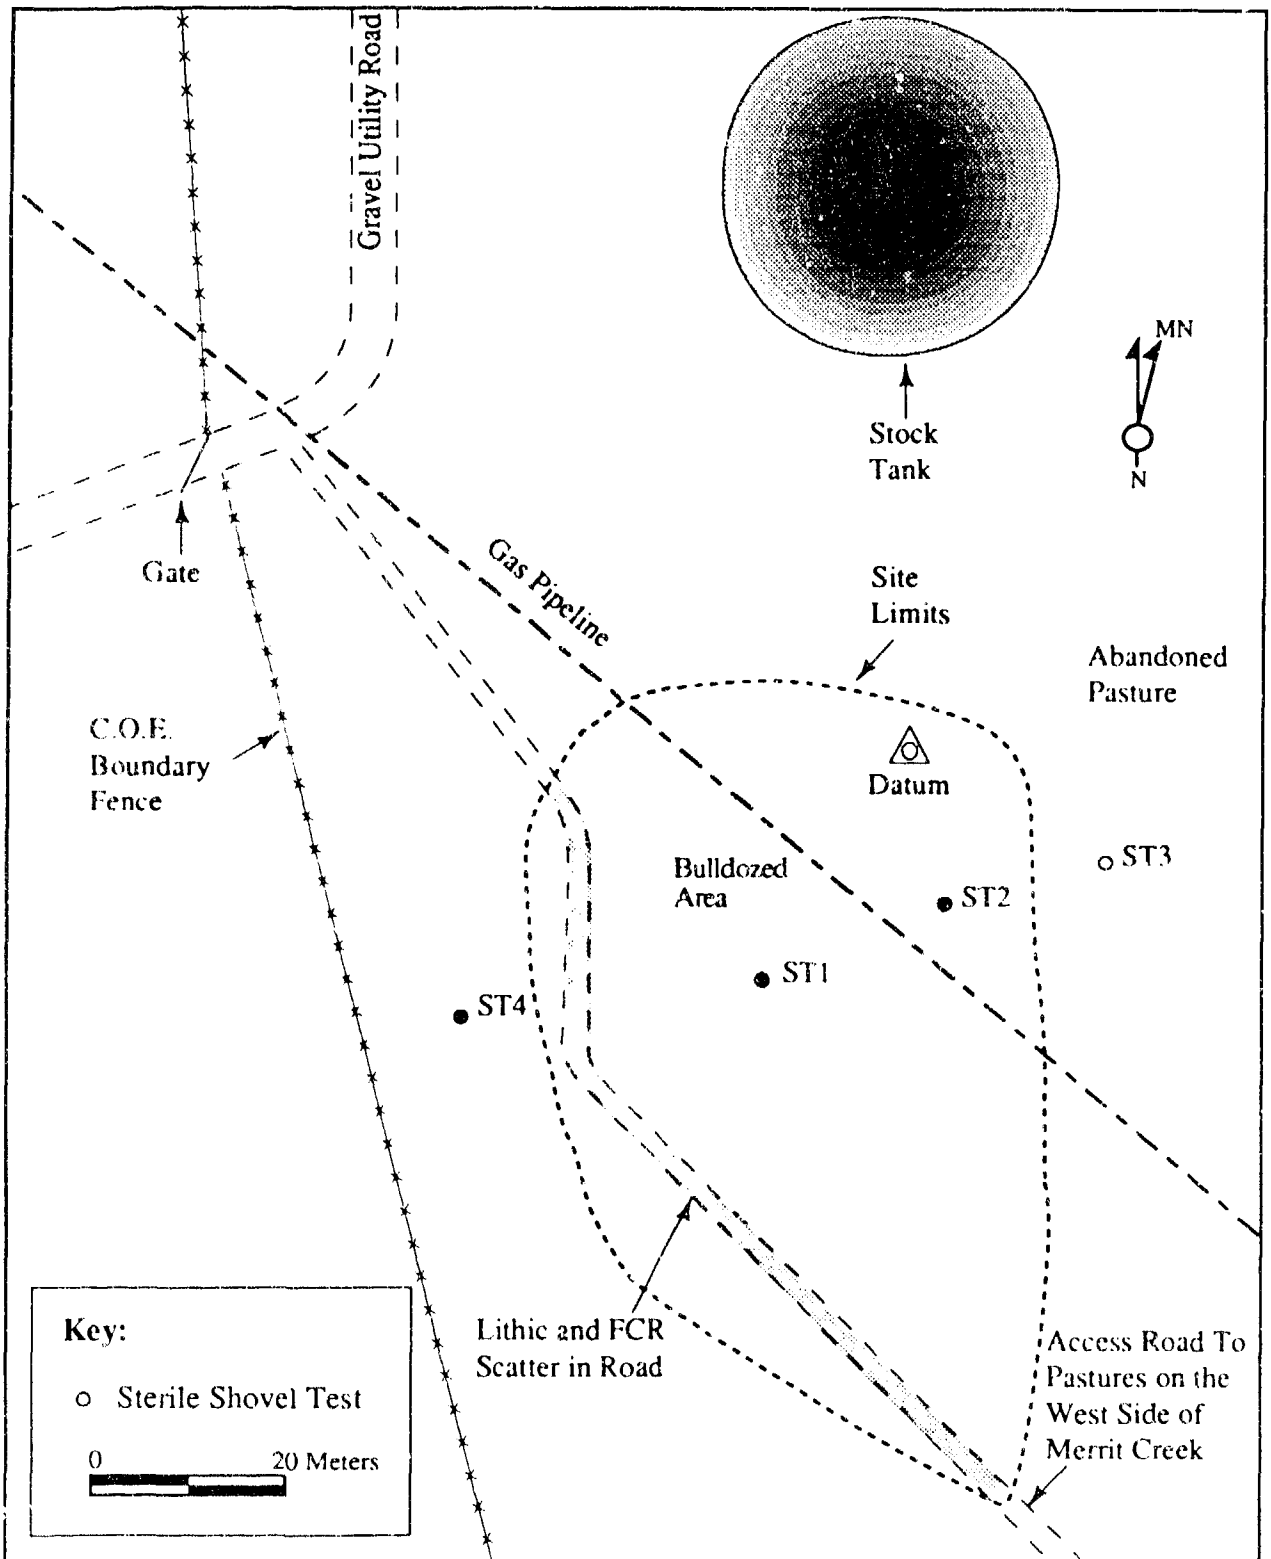 Gravel Utility Road
MN
N
Stock
Tank
Gate
Gas Pipeline
Site
Limits
Abandoned
Pasture
C.O.E.
Boundary
Fence
Datum
Bulldozed
Area
ST3
ST2
ST1
ST4
Lithic and FCR
Scatter in Road
Access Road To
Pastures on the
West Side of
Merrit Creek
Key:
Sterile Shovel Test
0 20 Meters